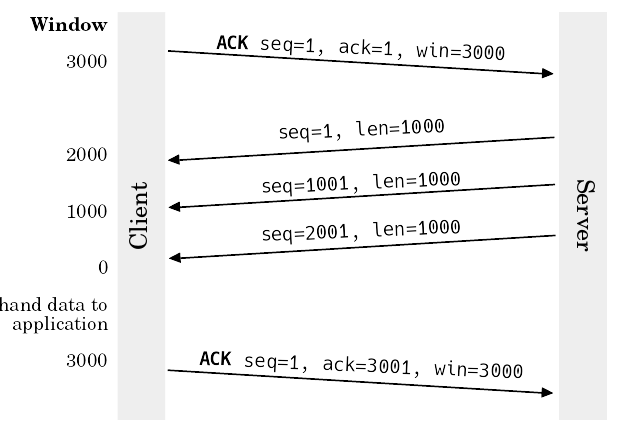 Window
3000
ACK seq=1, ack=1, win=3000
seq=1, len=1000
2000
seq=1001, len=1000
1000
Client
Server
seq=2001, len=1000
0
hand data to
application
3000
ACK seq=1, ack=3001, win=3000